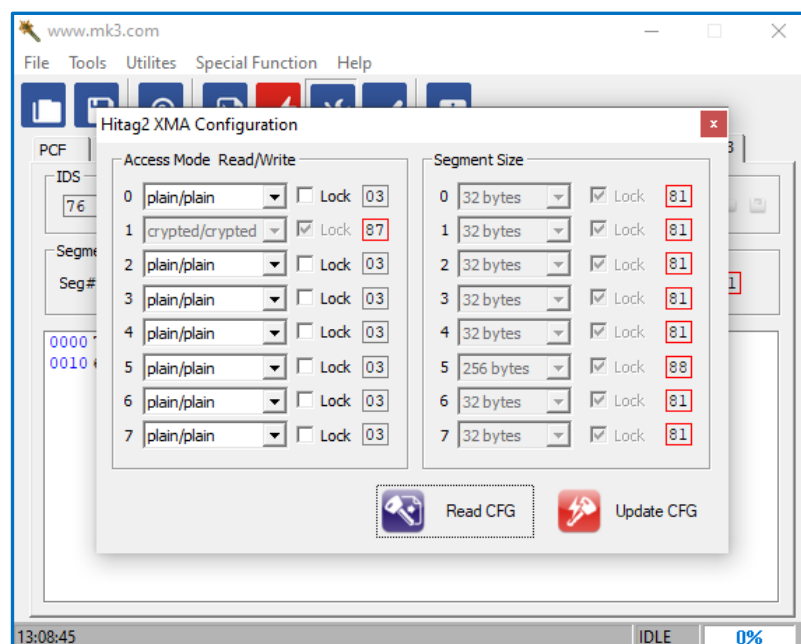 www.mk3.com
File Tools Utilites Special Function Help
Hitag2 XMA Configuration x
PCF 3
Access Mode Read/Write Segment Size
IDS
76
0 plain/plain Lock 03 0 32 bytes Lock 81
1 crypted/crypted Lock 87 1 32 bytes Lock 81
2 plain/plain Lock 03 2 32 bytes Lock 81
Seg# 3 plain/plain Lock 03 3 32 bytes Lock 81 1
4 plain/plain Lock 03 4 32 bytes Lock 81
0000
0010
5 plain/plain Lock 03 5 256 bytes Lock 88
6 plain/plain Lock 03 6 32 bytes Lock 81
7 plain/plain Lock 03 7 32 bytes Lock 81
Read CFG Update CFG
13:08:45 IDLE 0%